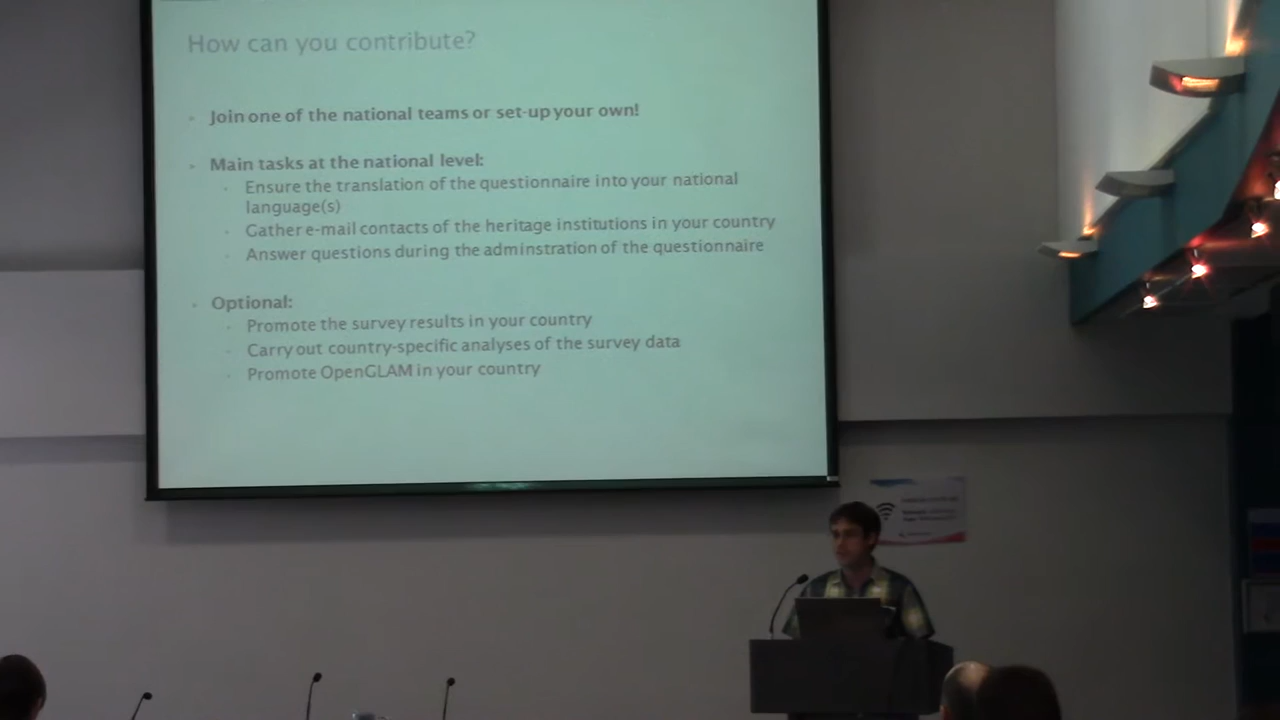 How can you contribute?
Join one of the national teams or set-up your own!
Main tasks at the national level:
Ensure the translation of the questionnaire into your national
language(s)
Gather e-mail contacts of the heritage institutions in your country
Answer questions during the adminstration of the questionnaire
Optional:
Promote the survey results in your country
Carry out country-specific analyses of the survey data
Promote OpenGLAM in your country